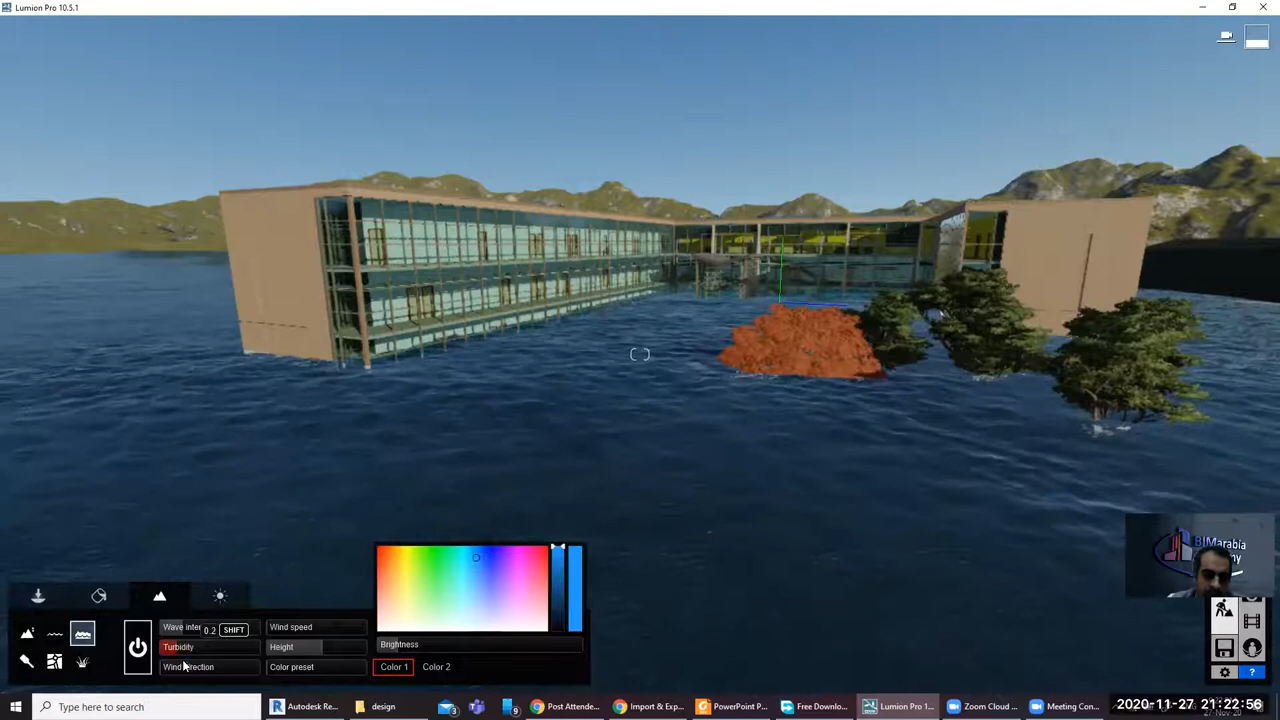 Lumion Pro 10.5.1
BIMarabia
Wave inter
0.2
SHIFT
Wind speed
Turbidity
Height
Wind direction
Color preset
Brightness
Color 1
Color 2
Type here to search
Autodesk Re...
design
3
9
Post Attende...
Import & Exp...
PowerPoint P...
Free Downlo...
Lumion Pro 1...
Zoom Cloud ...
Meeting Con...
2020-11-27 21:22:56